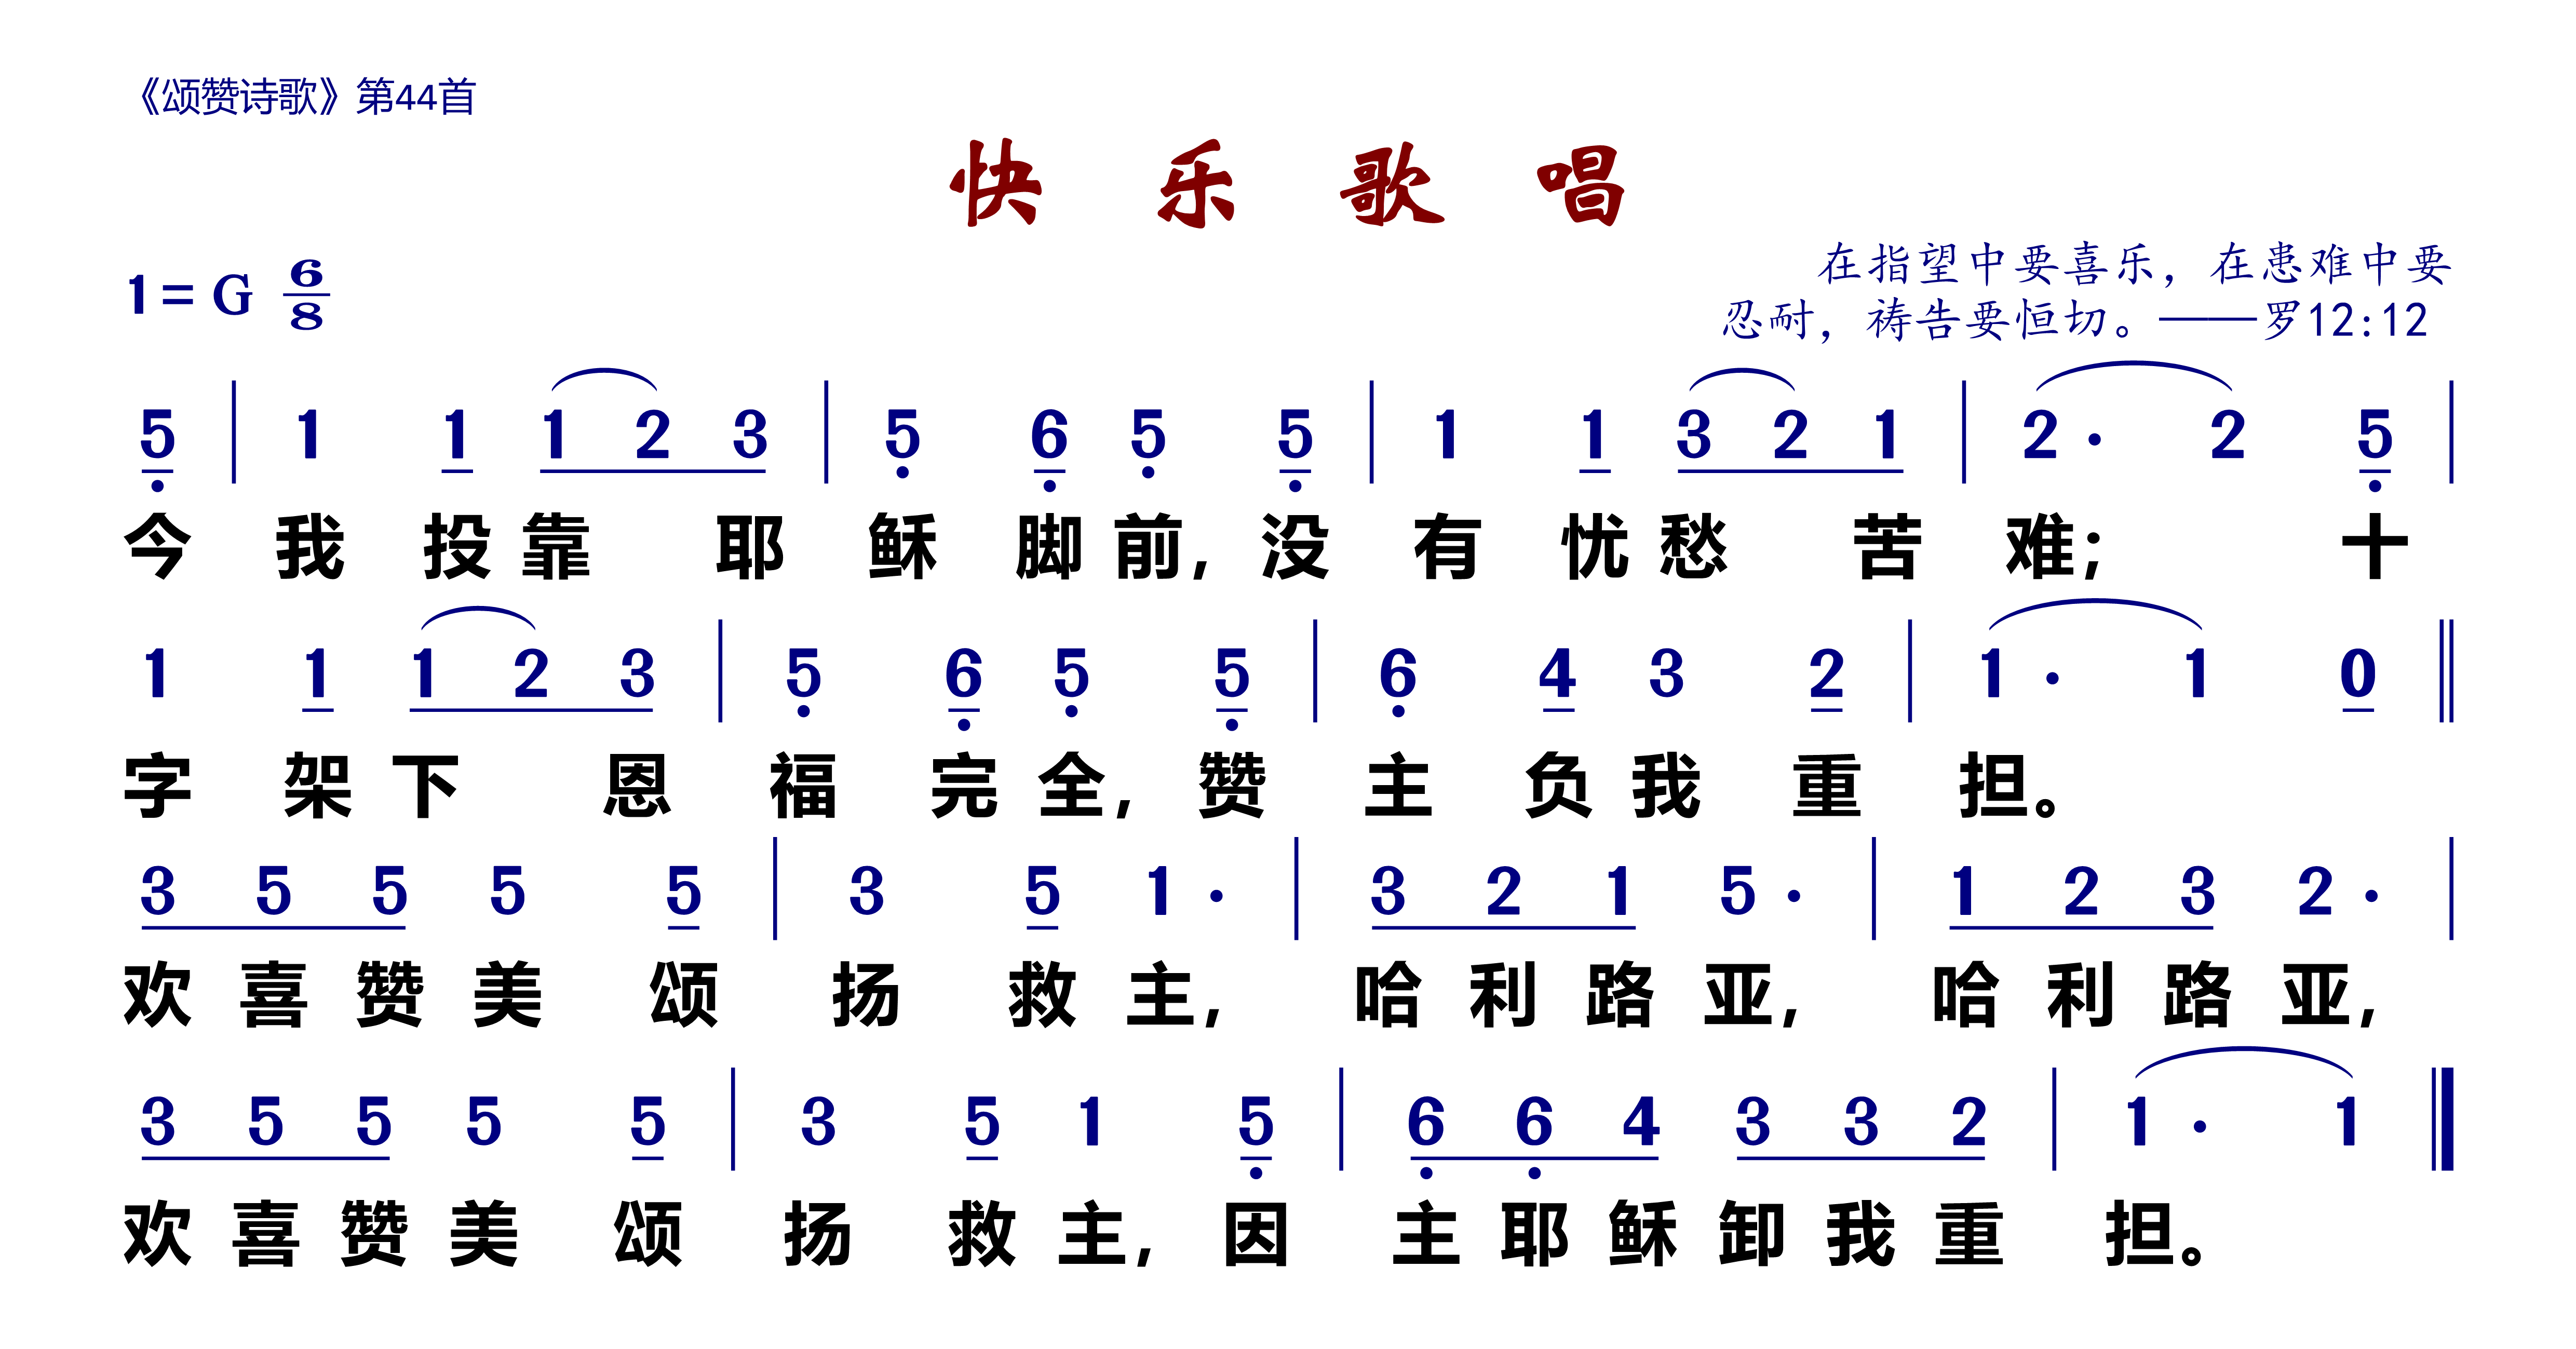 《颂赞诗歌》第44首
快乐歌唱
在指望中要喜乐，在患难中要
1=G 6/8
忍耐，祷告要恒切。——罗12:12
5 | 1 1 1 2 3 | 5 6 5 5 | 1 1 3 2 1 | 2 · 2 5 |
今我投靠耶稣脚前，没有忧愁苦难；十
1 1 1 2 3 | 5 6 5 5 | 6 4 3 2 | 1 · 1 0 ||
字架下恩福完全，赞主负我重担。
3 5 5 5 5 | 3 5 1 · | 3 2 1 5 · | 1 2 3 2 · |
欢喜赞美颂扬救主，哈利路亚，哈利路亚，
3 5 5 5 5 | 3 5 1 5 | 6 6 4 3 3 2 | 1 · 1 ||
欢喜赞美颂扬救主，因主耶稣卸我重担。